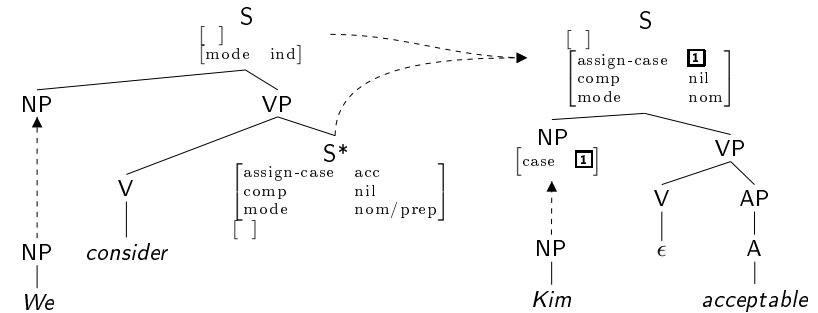 S
[ ]
[mode ind]
NP
VP
V
S*
[assign-case acc
comp nil
mode nom/prep]
[ ]
NP
consider
We
S
[ ]
[assign-case 1
comp nil
mode nom]
NP
[case 1]
VP
V
AP
NP
ϵ
A
Kim
acceptable